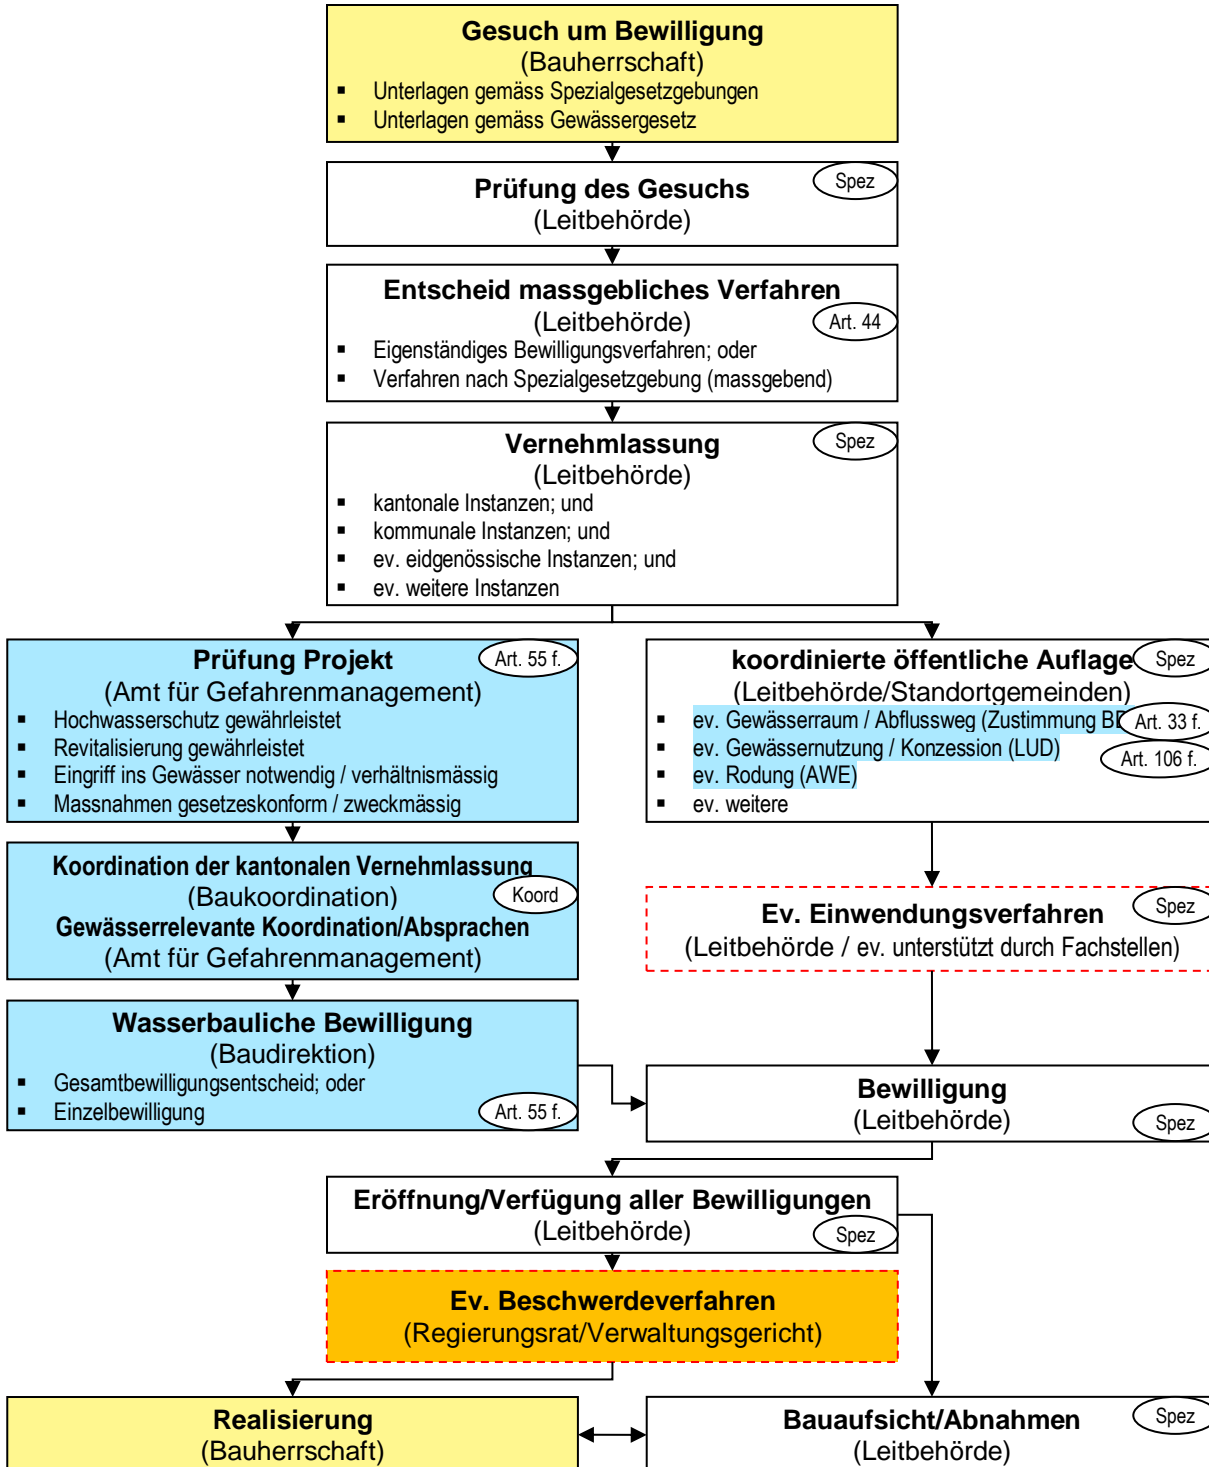 Gesuch um Bewilligung
(Bauherrschaft)
▪ Unterlagen gemäss Spezialgesetzgebungen
▪ Unterlagen gemäss Gewässergesetz
Prüfung des Gesuchs
Spez
(Leitbehörde)
Entscheid massgebliches Verfahren
(Leitbehörde)
Art. 44
▪ Eigenständiges Bewilligungsverfahren; oder
▪ Verfahren nach Spezialgesetzgebung (massgebend)
Vernehmlassung
Spez
(Leitbehörde)
▪ kantonale Instanzen; und
▪ kommunale Instanzen; und
▪ ev. eidgenössische Instanzen; und
▪ ev. weitere Instanzen
Prüfung Projekt
Art. 55 f.
(Amt für Gefahrenmanagement)
▪ Hochwasserschutz gewährleistet
▪ Revitalisierung gewährleistet
▪ Eingriff ins Gewässer notwendig / verhältnismässig
▪ Massnahmen gesetzeskonform / zweckmässig
koordinierte öffentliche Auflage
Spez
(Leitbehörde/Standortgemeinden)
▪ ev. Gewässerraum / Abflussweg (Zustimmung
Art. 33 f.
▪ ev. Gewässernutzung / Konzession (LUD)
Art. 106 f.
▪ ev. Rodung (AWE)
▪ ev. weitere
Koordination der kantonalen Vernehmlassung
(Baukoordination)
Koord
Gewässerrelevante Koordination/Absprachen
(Amt für Gefahrenmanagement)
Ev. Einwendungsverfahren
Spez
(Leitbehörde / ev. unterstützt durch Fachstellen)
Wasserbauliche Bewilligung
(Baudirektion)
▪ Gesamtbewilligungsentscheid; oder
▪ Einzelbewilligung
Art. 55 f.
Bewilligung
(Leitbehörde)
Spez
Eröffnung/Verfügung aller Bewilligungen
(Leitbehörde)
Spez
Ev. Beschwerdeverfahren
(Regierungsrat/Verwaltungsgericht)
Realisierung
(Bauherrschaft)
Bauaufsicht/Abnahmen
Spez
(Leitbehörde)